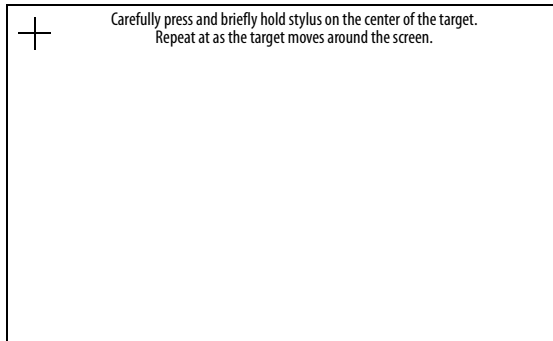 Carefully press and briefly hold stylus on the center of the target.
Repeat at as the target moves around the screen.